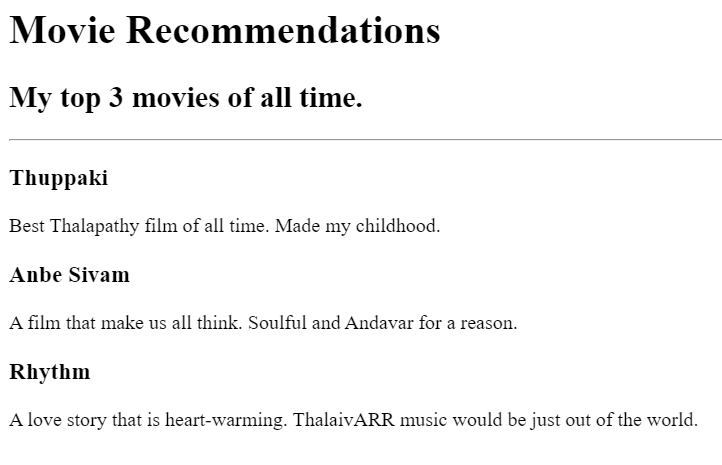 Movie Recommendations
My top 3 movies of all time.
Thuppaki
Best Thalapathy film of all time. Made my childhood.
Anbe Sivam
A film that make us all think. Soulful and Andavar for a reason.
Rhythm
A love story that is heart-warming. ThalaivARR music would be just out of the world.